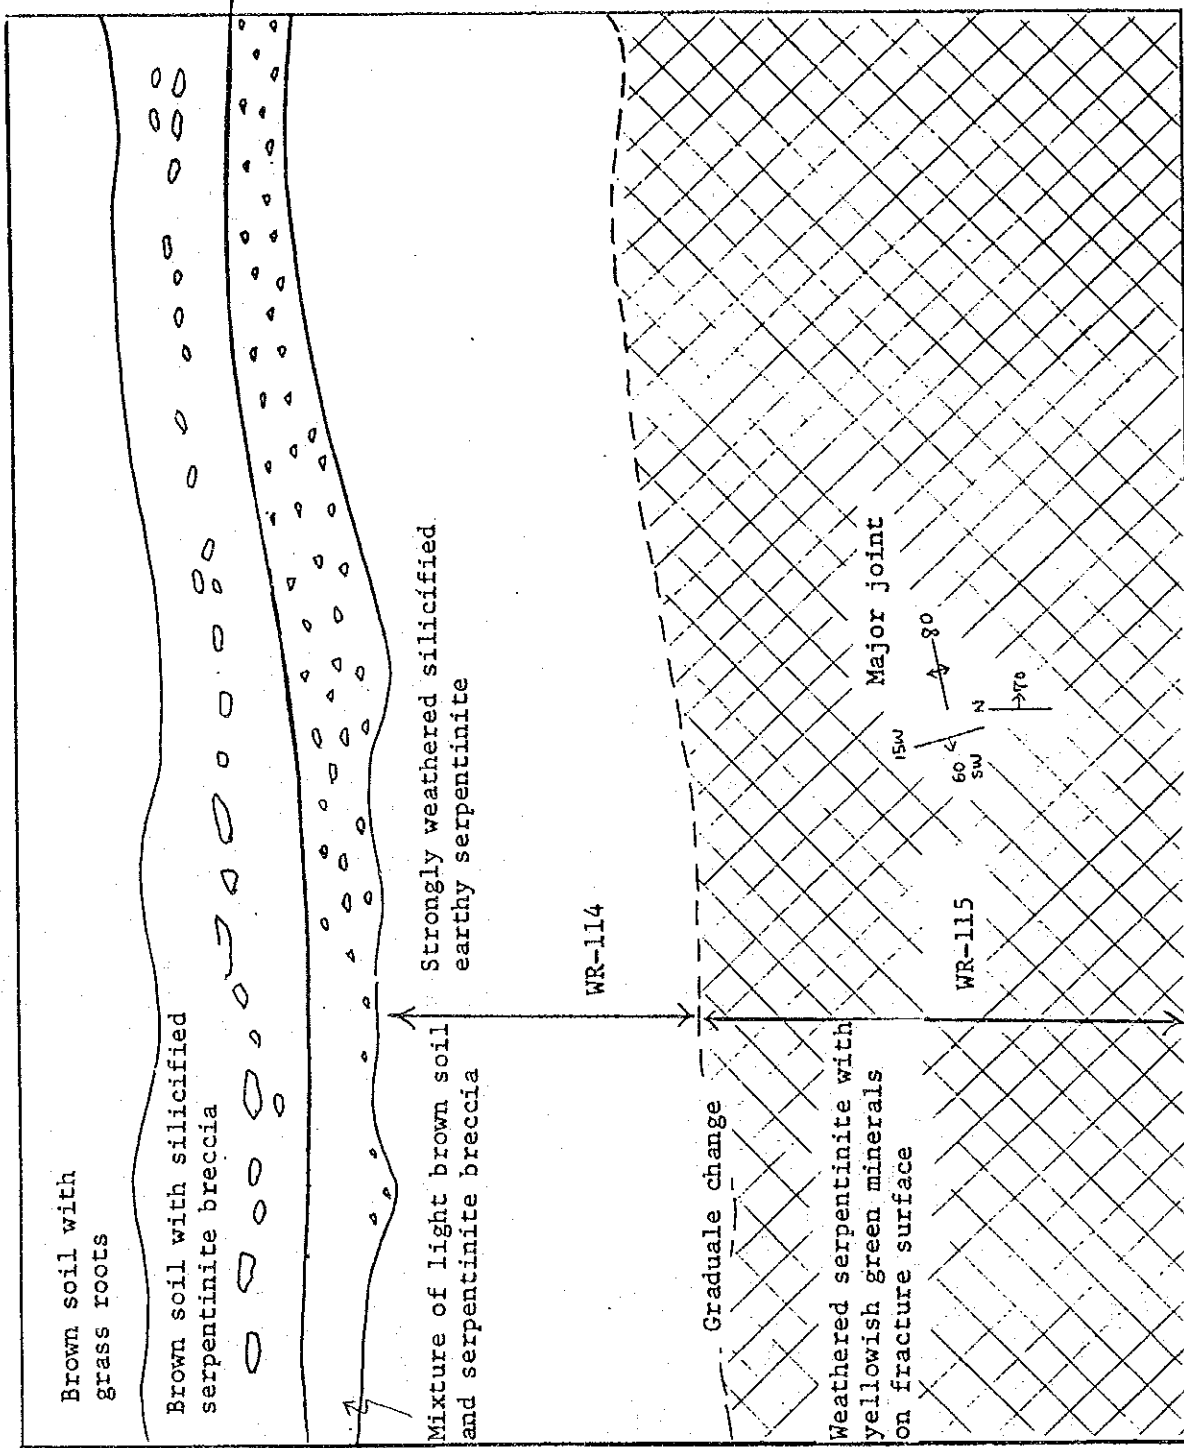 Brown soil with
grass roots
Brown soil with silicified
serpentinite breccia
Mixture of light brown soil
and serpentinite breccia
Strongly weathered silicified
earthy serpentinite
WR-114
Graduale change
Weathered serpentinite with
yellowish green minerals
on fracture surface
WR-115
Major joint
15W
60
SW
80
N
70